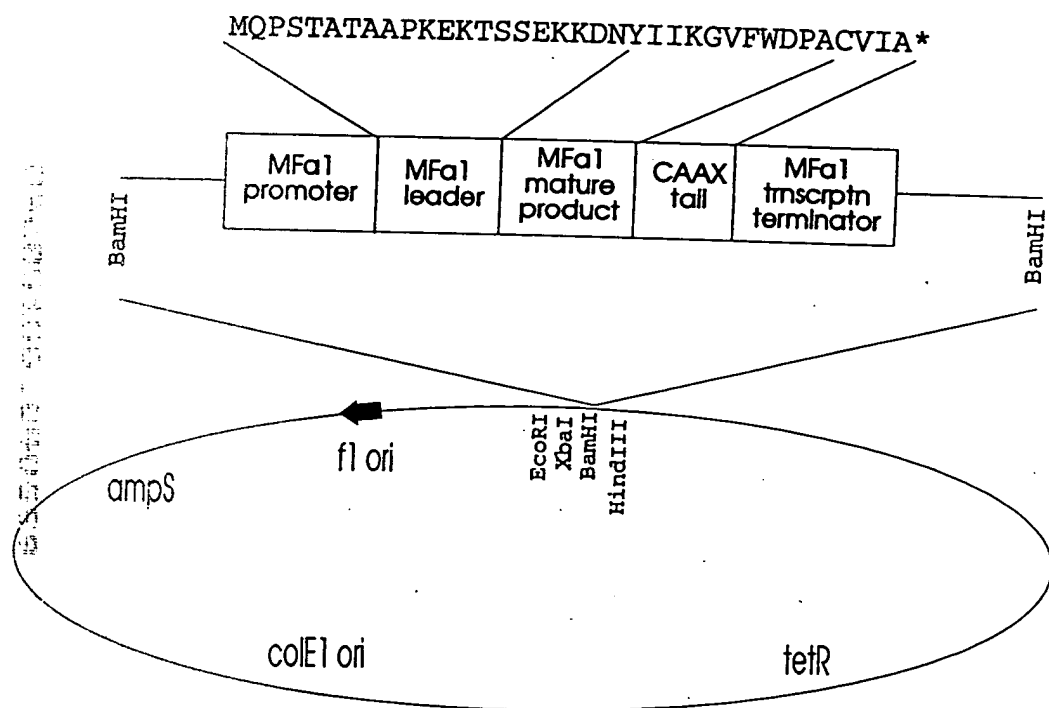 MQPSTATAAPKEKTSSEKKDNYIIKGVFWDPACVIA*
MFa1
promoter
MFa1
leader
MFa1
mature
product
CAAX
tail
MFa1
trnscrptn
terminator
BamHI
BamHI
EcoRI
XbaI
BamHI
HindIII
f1 ori
ampS
colE1 ori
tetR